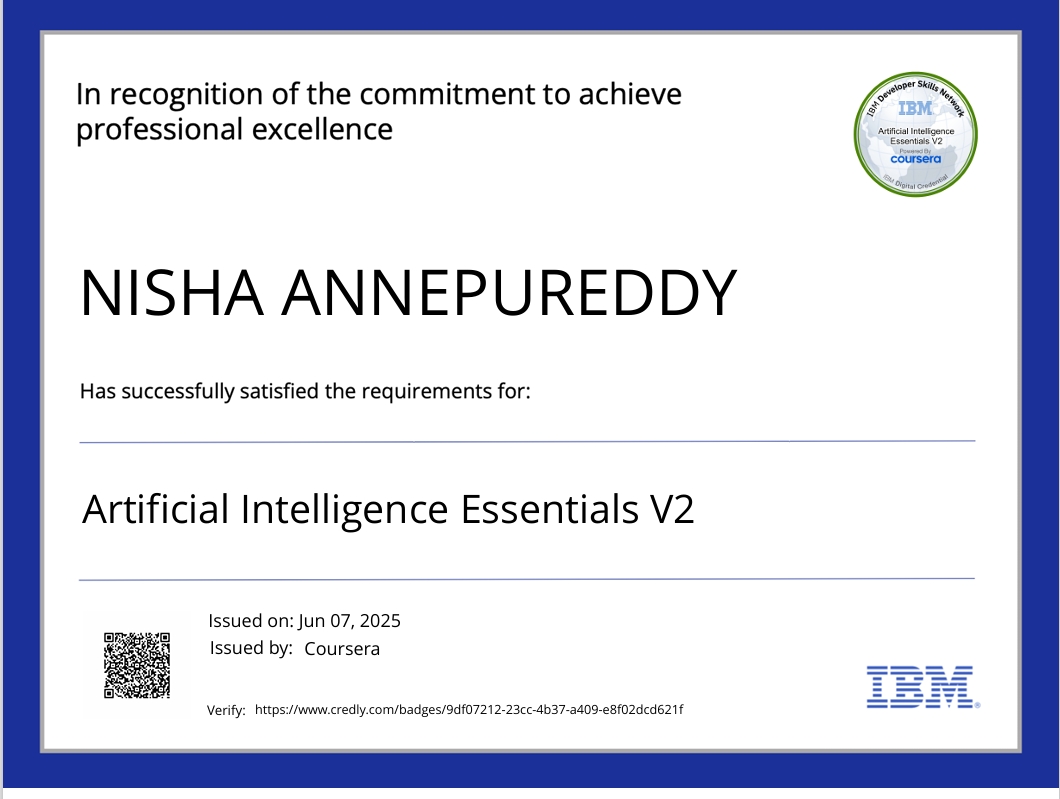 In recognition of the commitment to achieve
professional excellence
IBM Developer Skills Network
IBM
Artificial Intelligence
Essentials V2
Powered By
coursera
IBM Digital Credential
NISHA ANNEPUREDDY
Has successfully satisfied the requirements for:
Artificial Intelligence Essentials V2
Issued on: Jun 07, 2025
Issued by: Coursera
Verify: https://www.credly.com/badges/9df07212-23cc-4b37-a409-e8f02dcd621f
IBM®